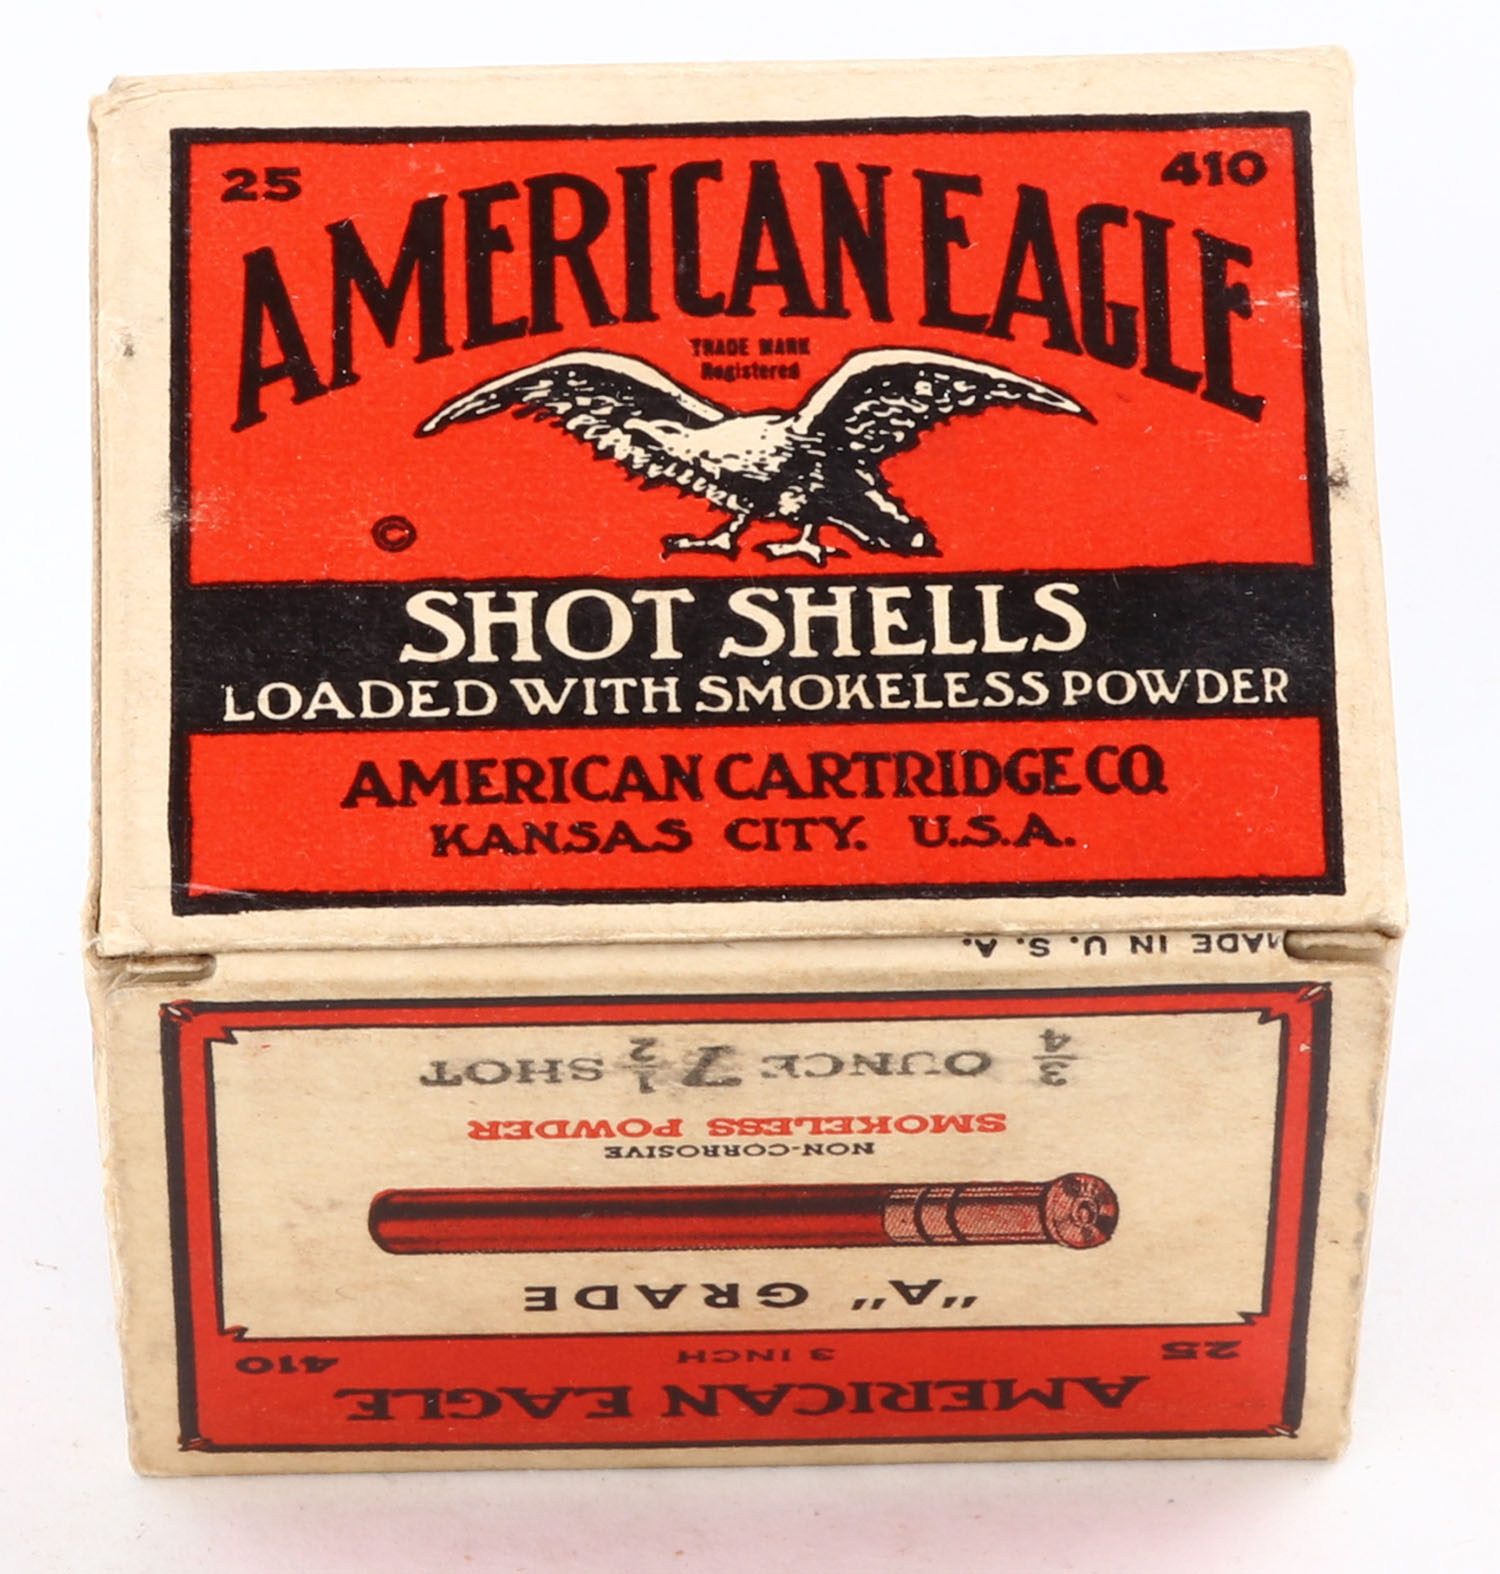 25 410
AMERICAN EAGLE
TRADE MARK
Registered
©
SHOT SHELLS
LOADED WITH SMOKELESS POWDER
AMERICAN CARTRIDGE CO.
KANSAS CITY. U.S.A.
MADE IN U. S. A.
AMERICAN EAGLE
3 INCH
25 410
"A" GRADE
NON-CORROSIVE
SMOKELESS POWDER
3/4 OUNCE 7 1/2 SHOT